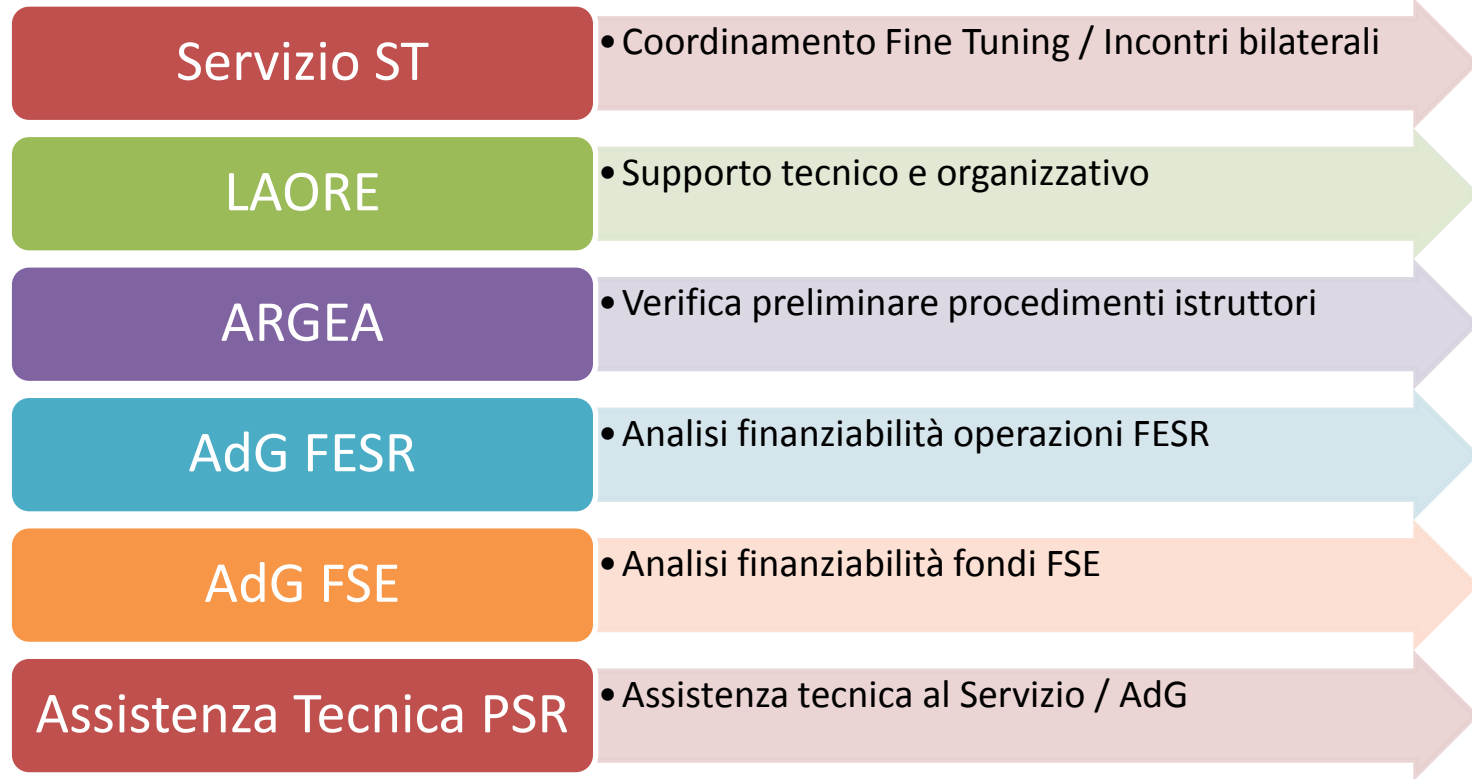 Servizio ST
• Coordinamento Fine Tuning / Incontri bilaterali
LAORE
• Supporto tecnico e organizzativo
ARGEA
• Verifica preliminare procedimenti istruttori
AdG FESR
• Analisi finanziabilità operazioni FESR
AdG FSE
• Analisi finanziabilità fondi FSE
Assistenza Tecnica PSR
• Assistenza tecnica al Servizio / AdG